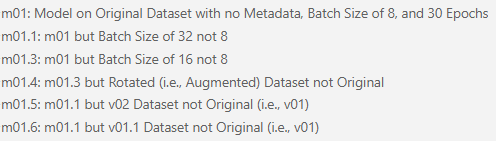 m01: Model on Original Dataset with no Metadata, Batch Size of 8, and 30 Epochs
m01.1: m01 but Batch Size of 32 not 8
m01.3: m01 but Batch Size of 16 not 8
m01.4: m01.3 but Rotated (i.e., Augmented) Dataset not Original
m01.5: m01.1 but v02 Dataset not Original (i.e., v01)
m01.6: m01.1 but v01.1 Dataset not Original (i.e., v01)